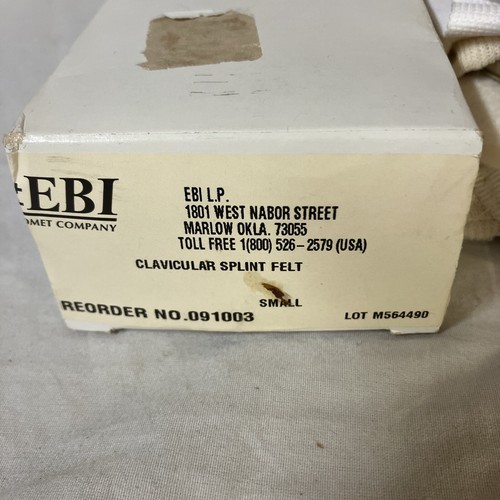 EBI
OMET COMPANY
EBI L.P.
1801 WEST NABOR STREET
MARLOW OKLA. 73055
TOLL FREE 1(800) 526-2579 (USA)
CLAVICULAR SPLINT FELT
SMALL
REORDER NO.091003
LOT M564490